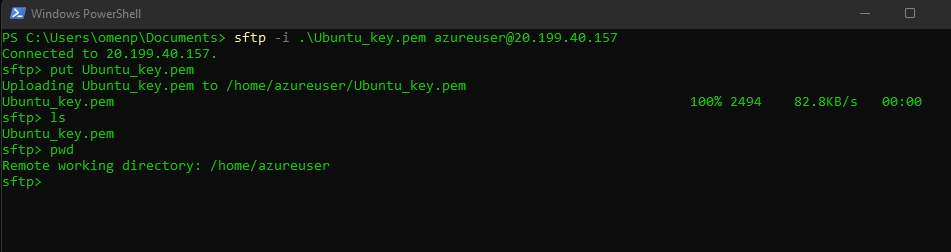 Windows PowerShell
PS C:\Users\omenp\Documents> sftp -i .\Ubuntu_key.pem azureuser@20.199.40.157
Connected to 20.199.40.157.
sftp> put Ubuntu_key.pem
Uploading Ubuntu_key.pem to /home/azureuser/Ubuntu_key.pem
Ubuntu_key.pem 100% 2494 82.8KB/s 00:00
sftp> ls
Ubuntu_key.pem
sftp> pwd
Remote working directory: /home/azureuser
sftp>